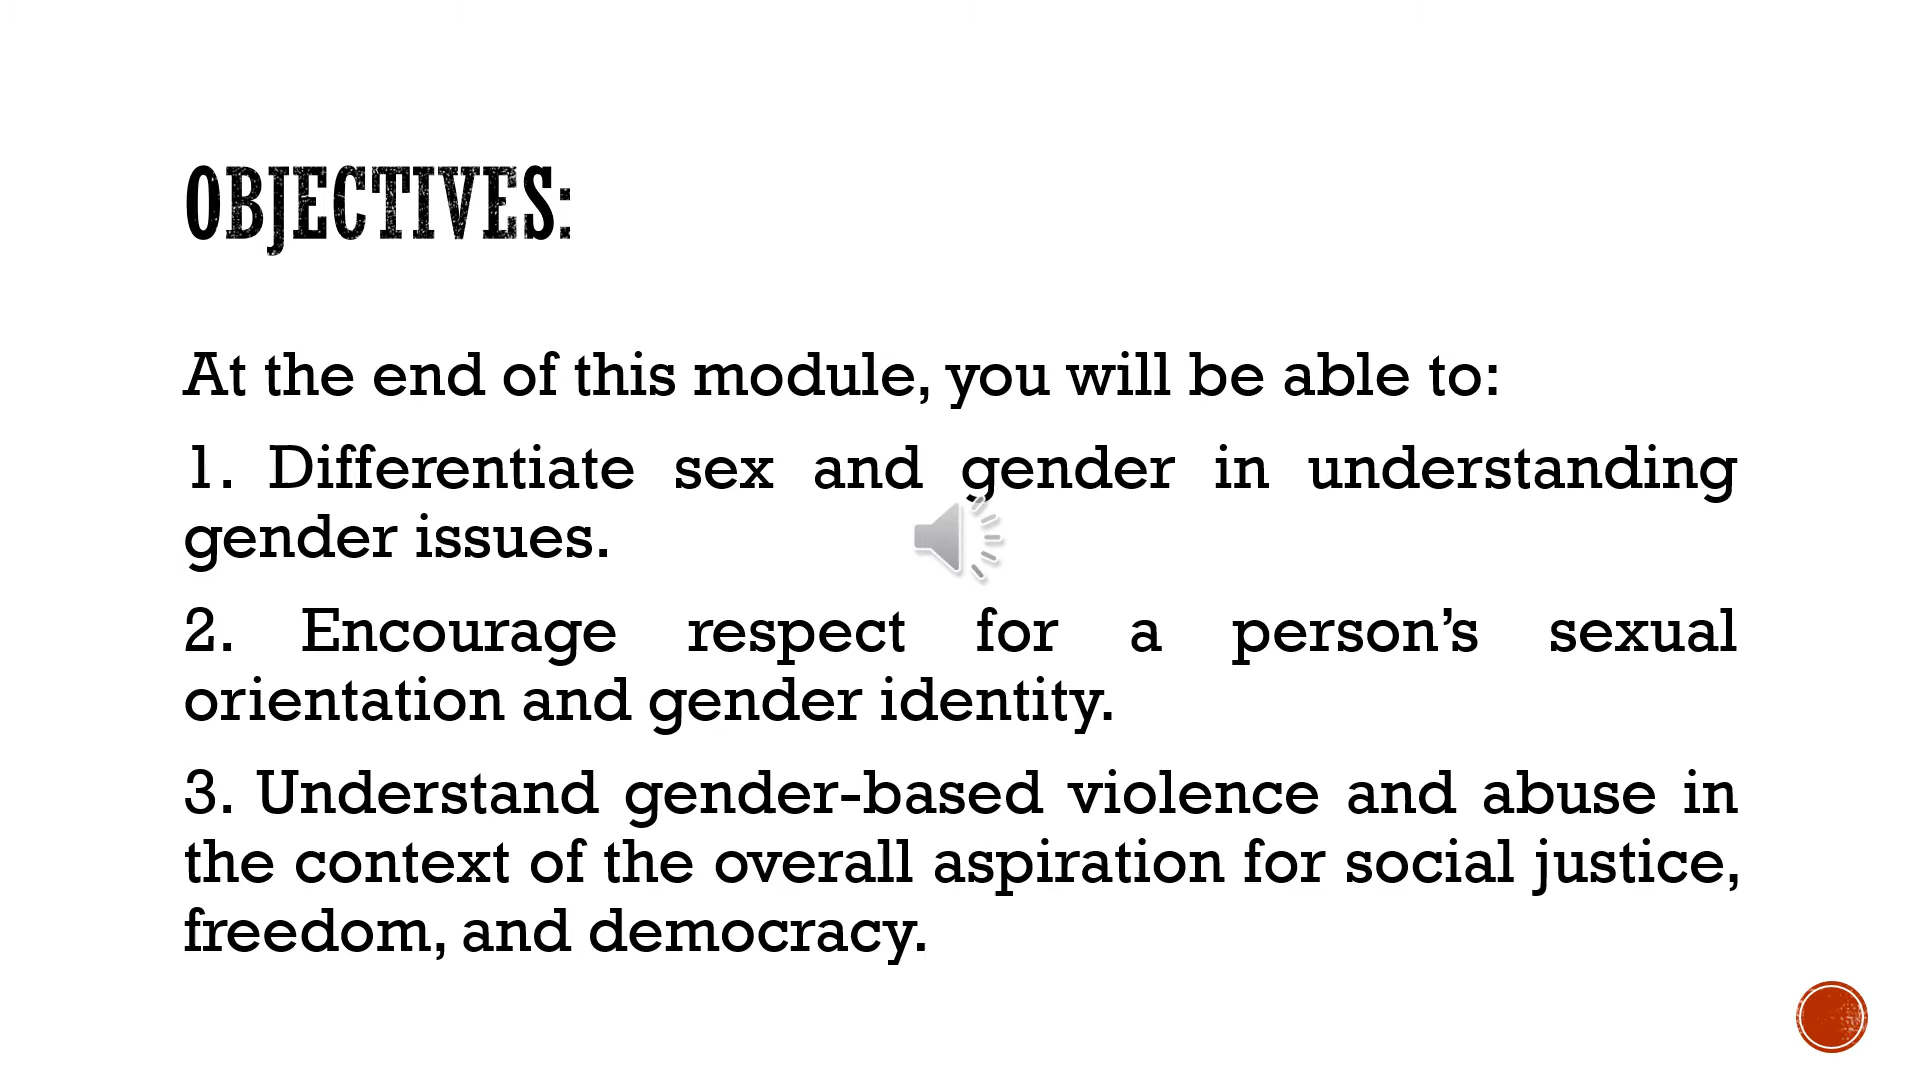 OBJECTIVES:
At the end of this module, you will be able to:
1. Differentiate sex and gender in understanding
gender issues.
2. Encourage respect for a person’s sexual
orientation and gender identity.
3. Understand gender-based violence and abuse in
the context of the overall aspiration for social justice,
freedom, and democracy.